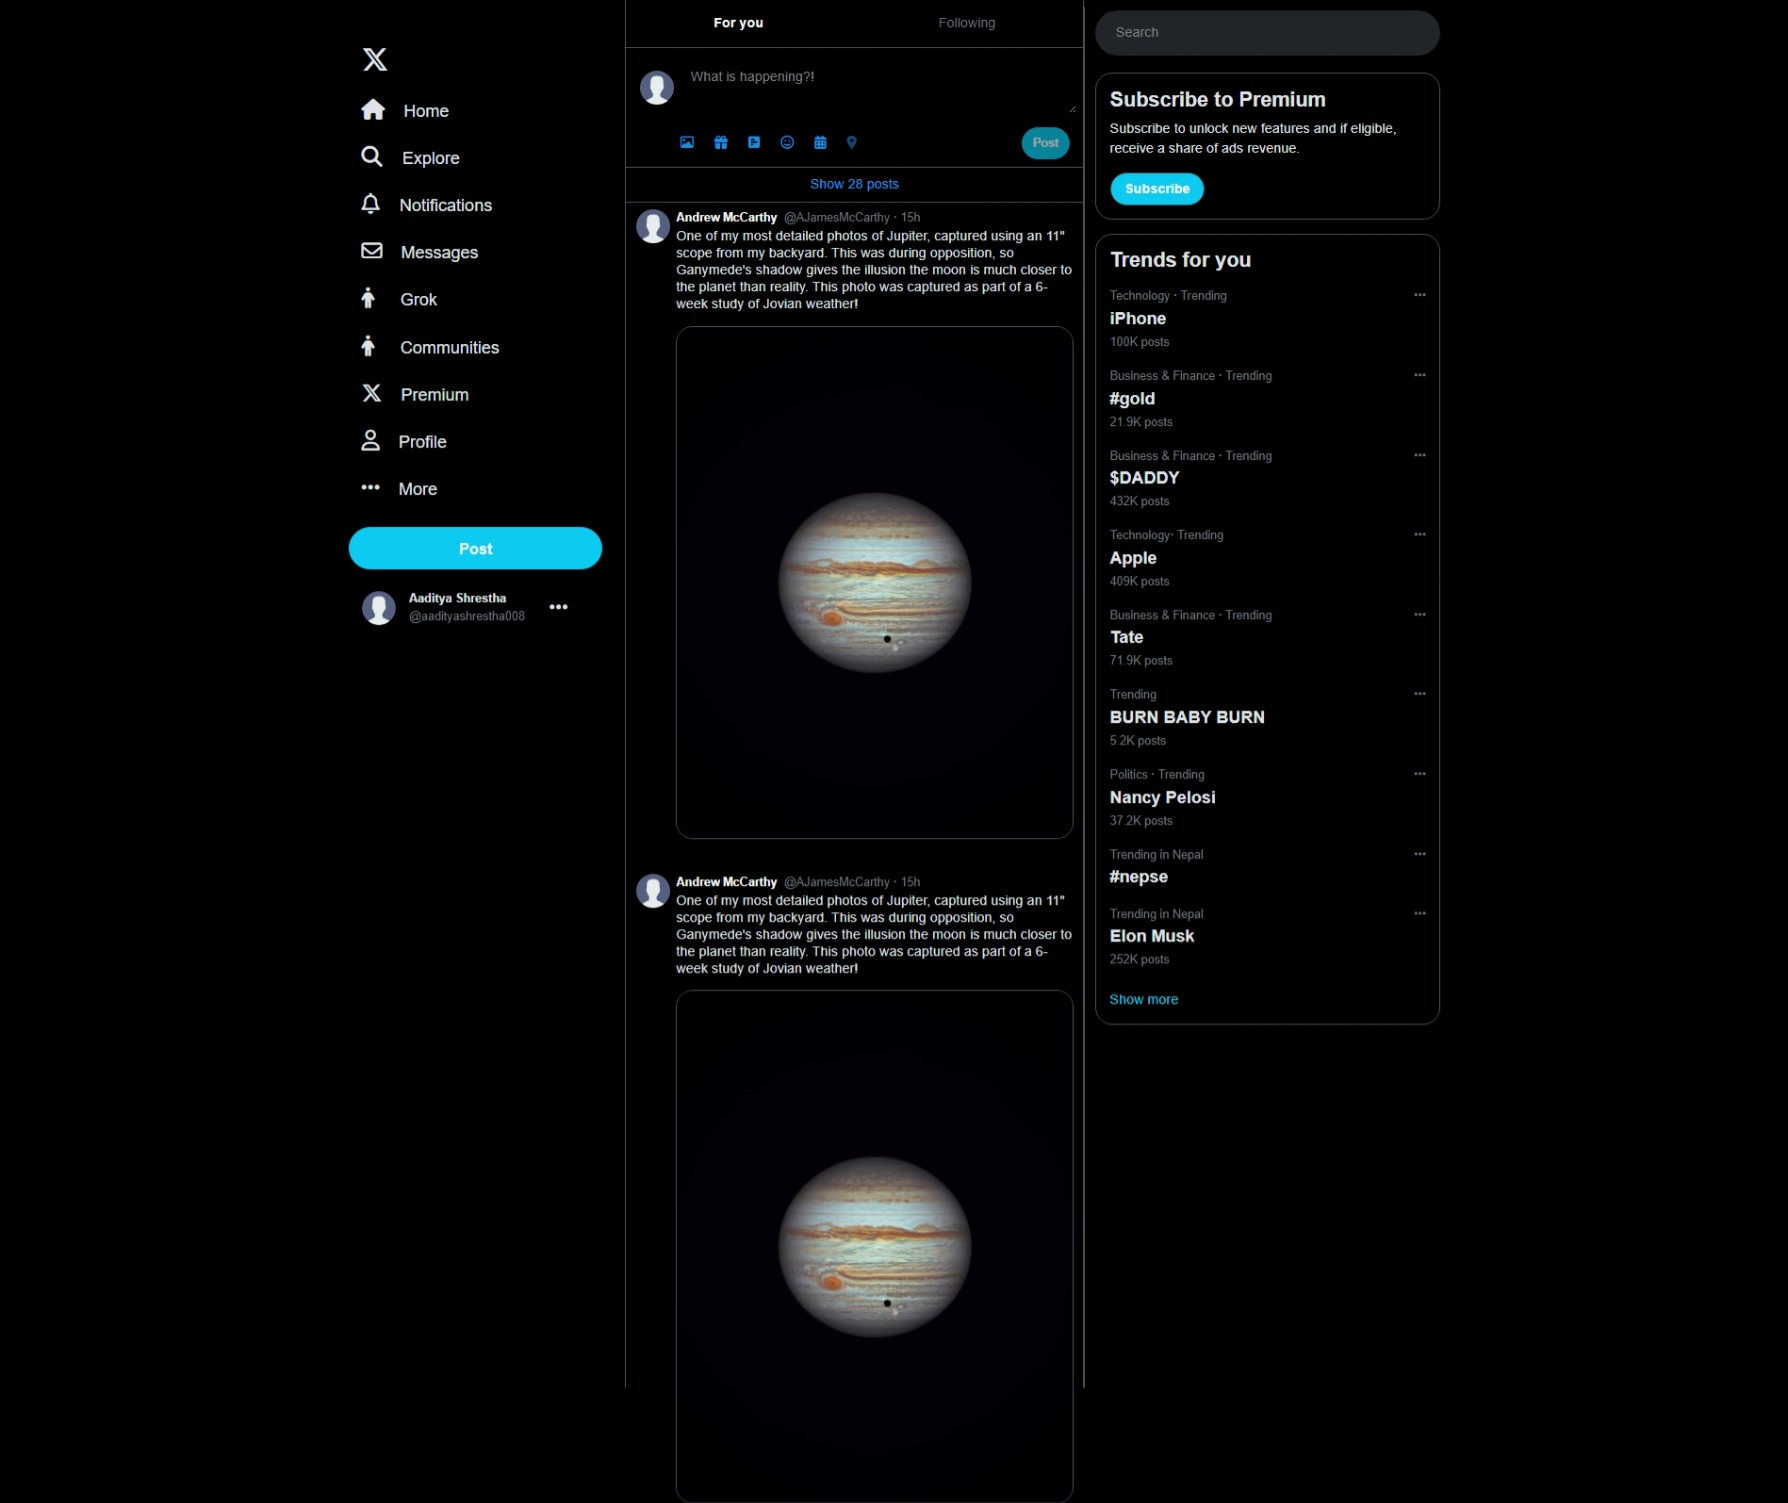 Home
Explore
Notifications
Messages
Grok
Communities
Premium
Profile
More
Post
Aaditya Shrestha
@aadityashrestha008
For you
Following
What is happening?!
Post
Show 28 posts
Andrew McCarthy @AJamesMcCarthy · 15h
One of my most detailed photos of Jupiter, captured using an 11"
scope from my backyard. This was during opposition, so
Ganymede's shadow gives the illusion the moon is much closer to
the planet than reality. This photo was captured as part of a 6-
week study of Jovian weather!
Andrew McCarthy @AJamesMcCarthy · 15h
One of my most detailed photos of Jupiter, captured using an 11"
scope from my backyard. This was during opposition, so
Ganymede's shadow gives the illusion the moon is much closer to
the planet than reality. This photo was captured as part of a 6-
week study of Jovian weather!
Search
Subscribe to Premium
Subscribe to unlock new features and if eligible,
receive a share of ads revenue.
Subscribe
Trends for you
Technology · Trending
iPhone
100K posts
Business & Finance · Trending
#gold
21.9K posts
Business & Finance · Trending
$DADDY
432K posts
Technology· Trending
Apple
409K posts
Business & Finance · Trending
Tate
71.9K posts
Trending
BURN BABY BURN
5.2K posts
Politics · Trending
Nancy Pelosi
37.2K posts
Trending in Nepal
#nepse
Trending in Nepal
Elon Musk
252K posts
Show more